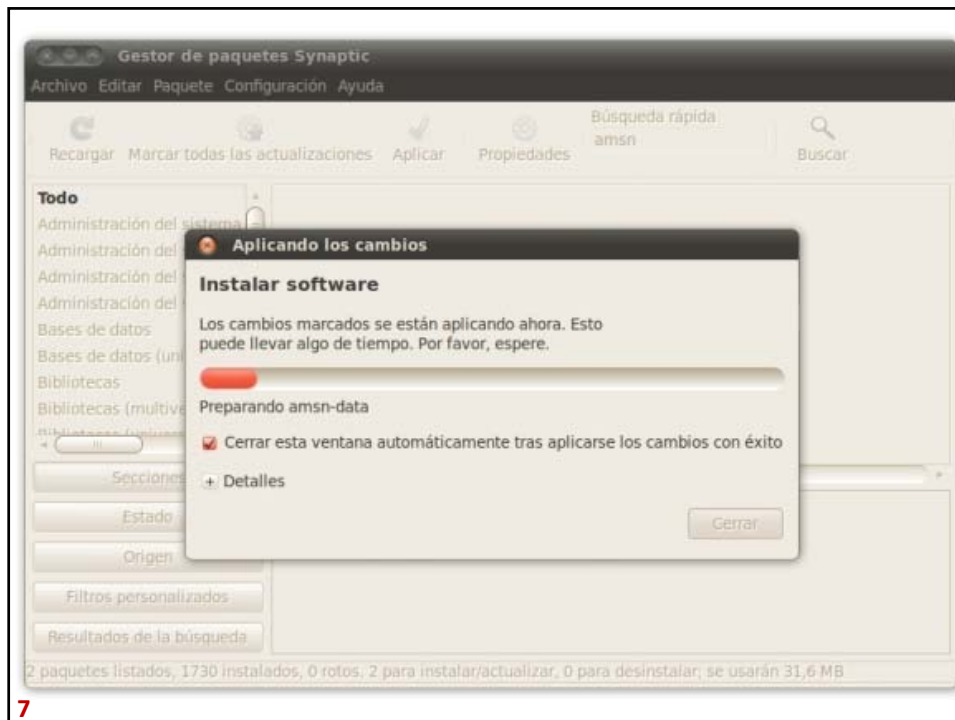 Gestor de paquetes Synaptic
Archivo Editar Paquete Configuración Ayuda
Búsqueda rápida
amsn
Recargar Marcar todas las actualizaciones Aplicar Propiedades Buscar
Todo
Administración del sistema
Administración del
Administración del
Administración del
Bases de datos
Bases de datos (uni
Bibliotecas
Bibliotecas (multive
Secciones
Estado
Origen
Filtros personalizados
Resultados de la búsqueda
Aplicando los cambios
Instalar software
Los cambios marcados se están aplicando ahora. Esto
puede llevar algo de tiempo. Por favor, espere.
Preparando amsn-data
Cerrar esta ventana automáticamente tras aplicarse los cambios con éxito
+ Detalles
Cerrar
2 paquetes listados, 1730 instalados, 0 rotos. 2 para instalar/actualizar, 0 para desinstalar; se usarán 31,6 MB
7